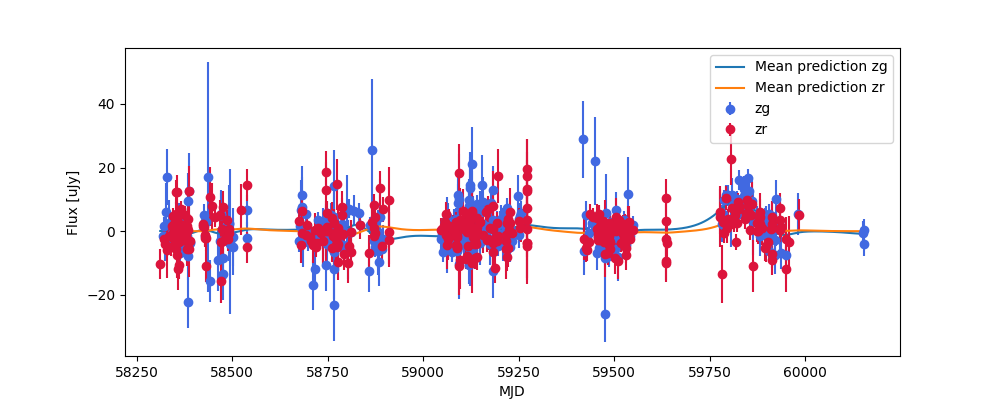 Flux [uJy]
40
20
0
−20
58250
58500
58750
59000
59250
59500
59750
60000
MJD
Mean prediction zg
Mean prediction zr
zg
zr